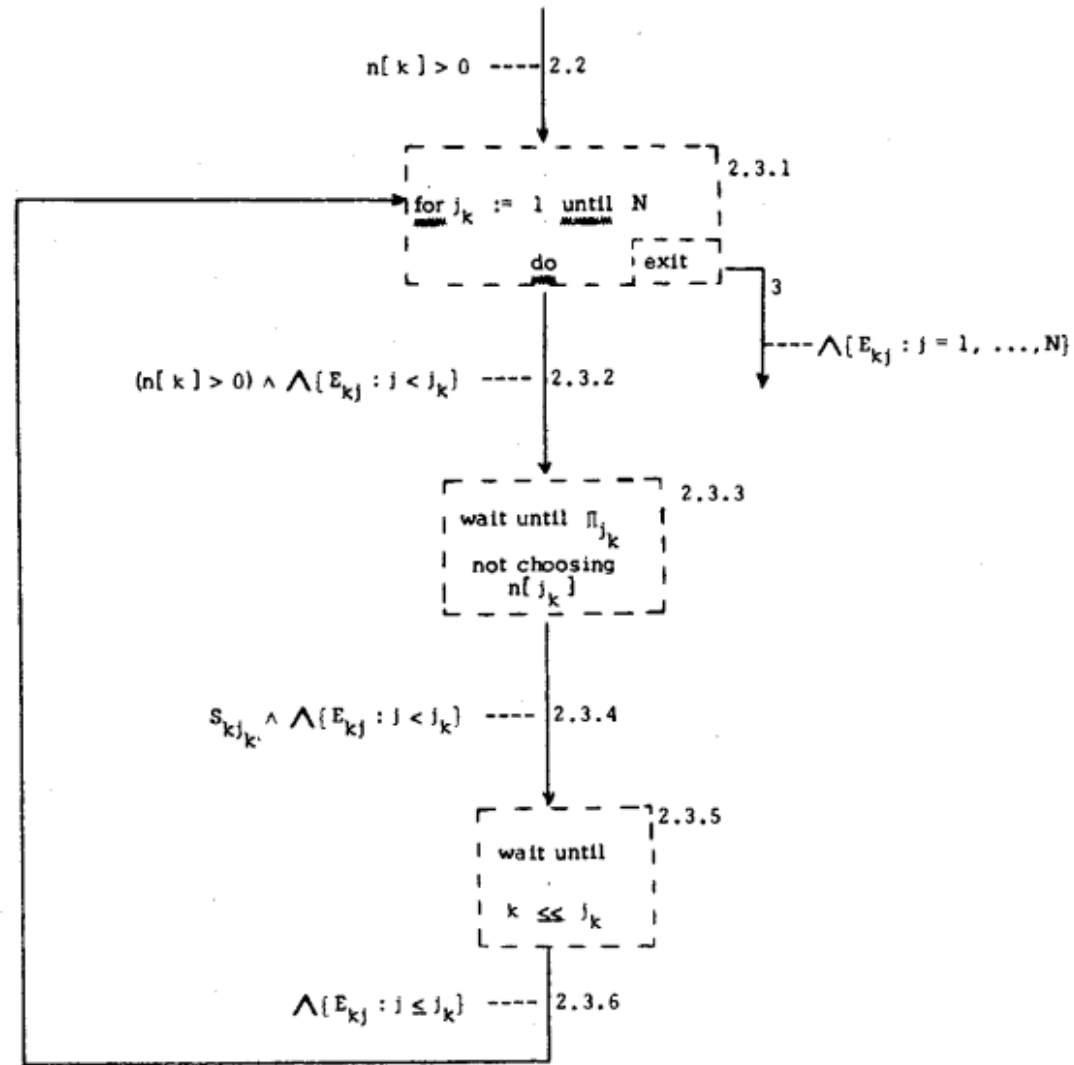 n[ k ] > 0 ---- 2.2
2.3.1
for j_k := 1 until N
do exit
3
---- ⋀{E_kj : j = 1, ...,N}
(n[ k ] > 0) ∧ ⋀{E_kj : j < j_k} ---- 2.3.2
2.3.3
wait until Π_j_k
not choosing
n[ j_k ]
S_kj_k ∧ ⋀{E_kj : j < j_k} ---- 2.3.4
2.3.5
wait until
k ≤≤ j_k
⋀{E_kj : j ≤ j_k} ---- 2.3.6